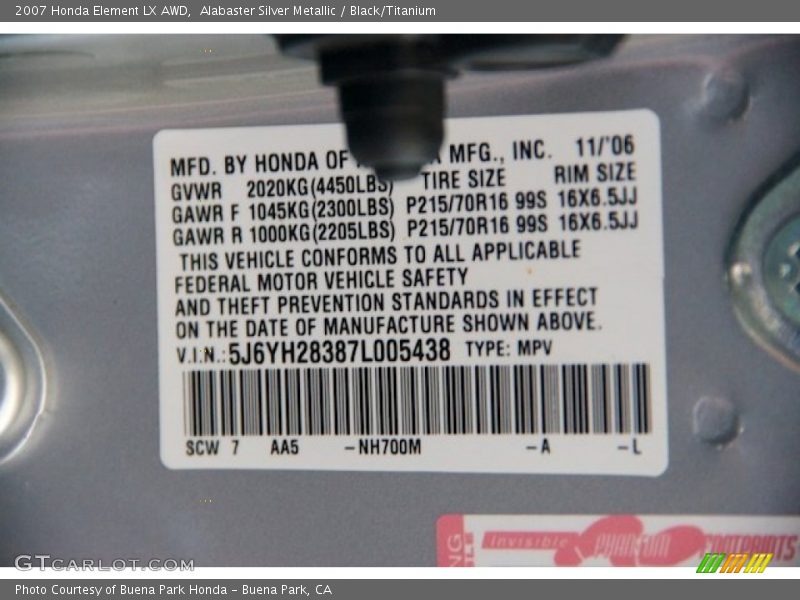 2007 Honda Element LX AWD,  Alabaster Silver Metallic / Black/Titanium
MFD. BY HONDA OF MFG., INC. 11/'06
GVWR 2020KG(4450LBS) TIRE SIZE RIM SIZE
GAWR F 1045KG(2300LBS) P215/70R16 99S 16X6.5JJ
GAWR R 1000KG(2205LBS) P215/70R16 99S 16X6.5JJ
THIS VEHICLE CONFORMS TO ALL APPLICABLE
FEDERAL MOTOR VEHICLE SAFETY
AND THEFT PREVENTION STANDARDS IN EFFECT
ON THE DATE OF MANUFACTURE SHOWN ABOVE.
V.I.N.:5J6YH28387L005438 TYPE: MPV
SCW 7 AA5 -NH700M -A -L
Invisible PHANTOM FOOTPRINTS
GTCARLOT.COM
Photo Courtesy of Buena Park Honda - Buena Park, CA